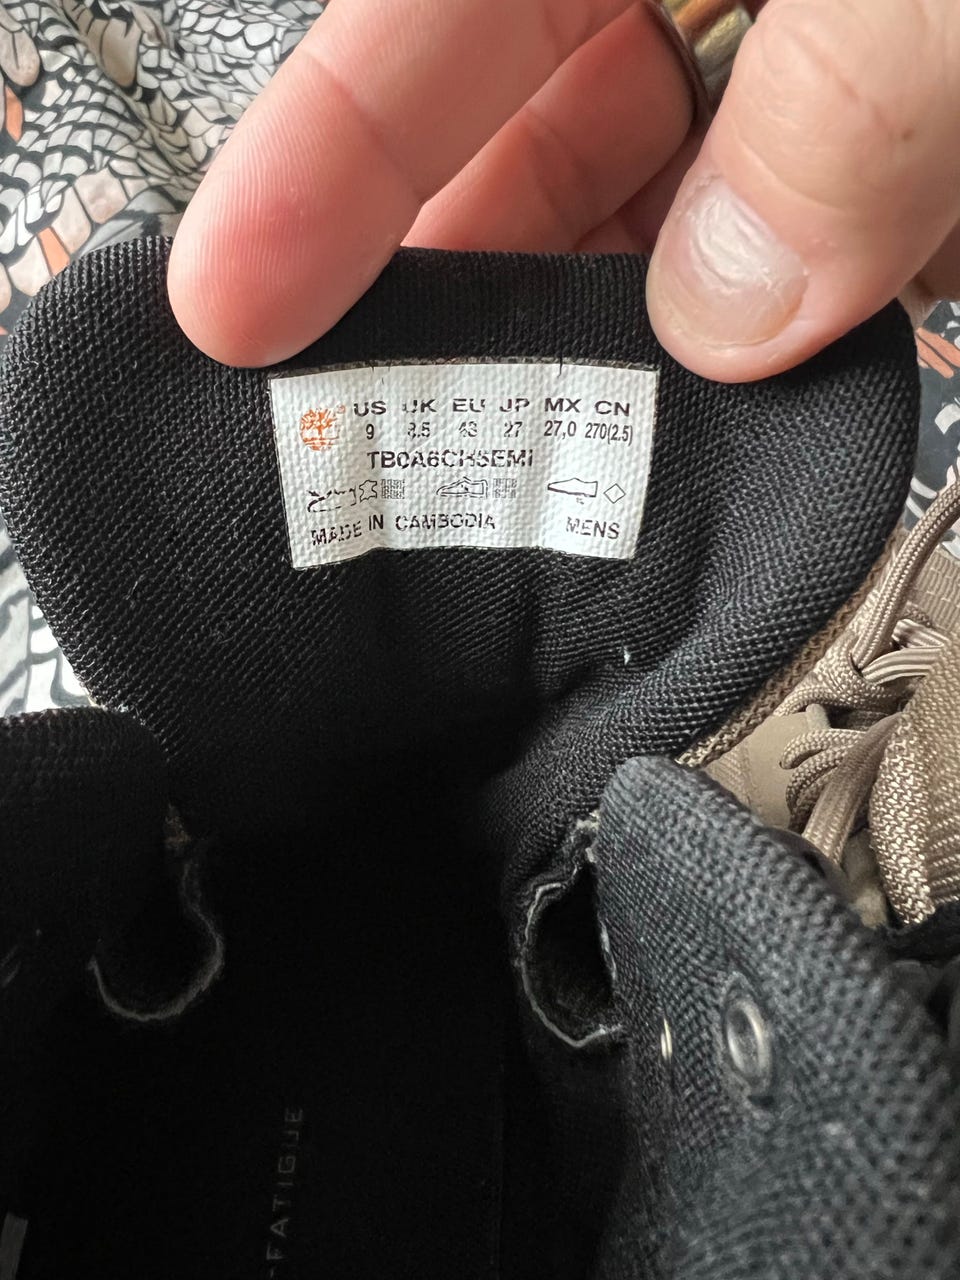 US UK EU JP MX CN
9 8.5 43 27 27,0 270(2.5)
TB0A6CH5EM1
MADE IN CAMBODIA MENS
-FATIGUE